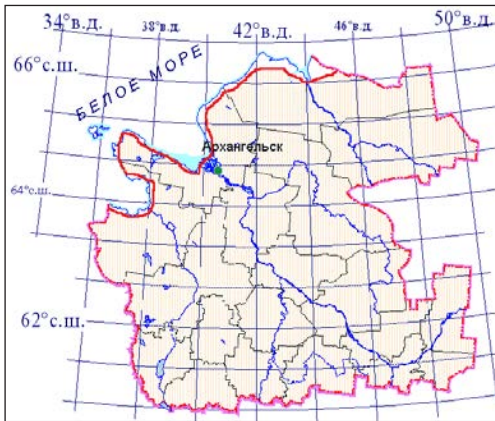 34°в.д.
38°в.д.
42°в.д.
46°в.д.
50°в.д.
66°с.ш.
БЕЛОЕ МОРЕ
Архангельск
64°с.ш.
62°с.ш.